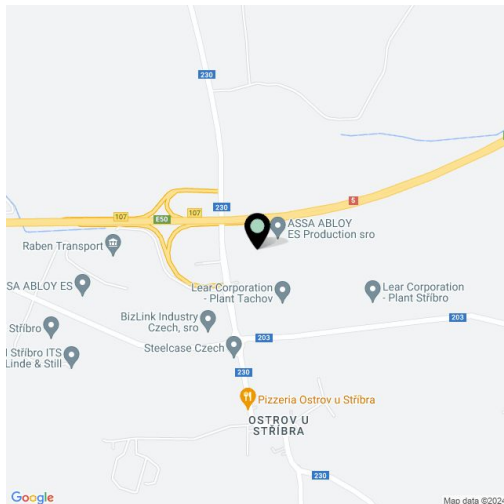 230
230
107
E50
107
5
ASSA ABLOY
ES Production sro
Raben Transport
SA ABLOY ES
Lear Corporation
- Plant Tachov
Lear Corporation
- Plant Stříbro
BizLink Industry
Czech, sro
Stříbro
203
Steelcase Czech
203
Stříbro ITS
Linde & Still
230
Pizzeria Ostrov u Stříbra
OSTROV U
STŘÍBRA
230
Google
Map data ©2024